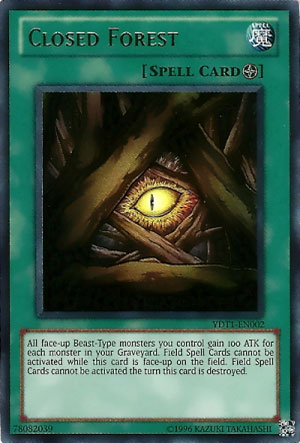 CLOSED FOREST
SPELL
[SPELL CARD]
YDT1-EN002
All face-up Beast-Type monsters you control gain 100 ATK for
each monster in your Graveyard. Field Spell Cards cannot be
activated while this card is face-up on the field. Field Spell
Cards cannot be activated the turn this card is destroyed.
78082039
©1996 KAZUKI TAKAHASHI